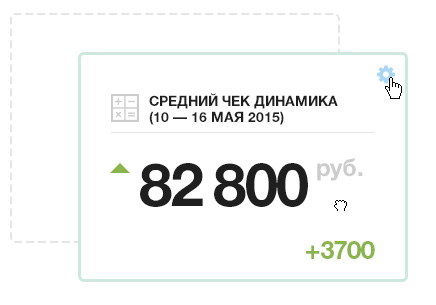 СРЕДНИЙ ЧЕК ДИНАМИКА
(10 — 16 МАЯ 2015)
82 800 руб.
+3700